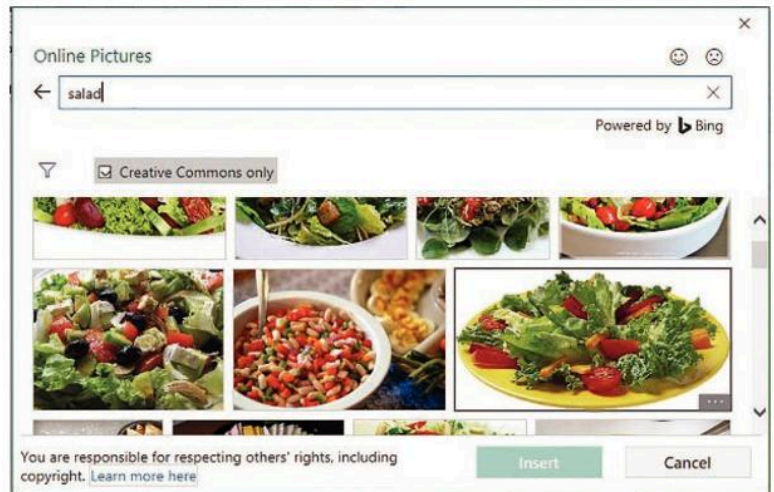 Online Pictures
salad
Powered by Bing
Creative Commons only
You are responsible for respecting others' rights, including
copyright. Learn more here
Insert
Cancel